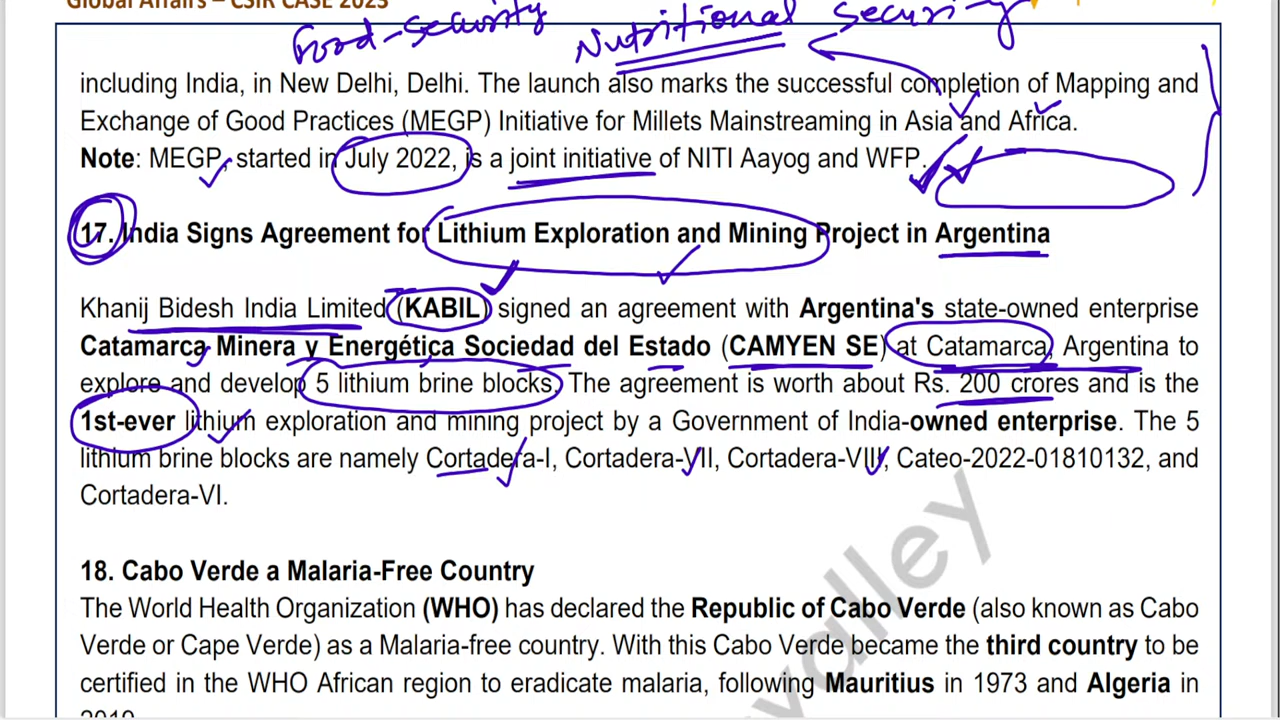 Global Affairs – CSIR CASE 2023
Food-security Nutritional Security
including India, in New Delhi, Delhi. The launch also marks the successful completion of Mapping and
Exchange of Good Practices (MEGP) Initiative for Millets Mainstreaming in Asia and Africa.
Note: MEGP, started in July 2022, is a joint initiative of NITI Aayog and WFP.
17. India Signs Agreement for Lithium Exploration and Mining Project in Argentina
Khanij Bidesh India Limited (KABIL) signed an agreement with Argentina's state-owned enterprise
Catamarca Minera y Energética Sociedad del Estado (CAMYEN SE) at Catamarca, Argentina to
explore and develop 5 lithium brine blocks. The agreement is worth about Rs. 200 crores and is the
1st-ever lithium exploration and mining project by a Government of India-owned enterprise. The 5
lithium brine blocks are namely Cortadera-I, Cortadera-VII, Cortadera-VIII, Cateo-2022-01810132, and
Cortadera-VI.
18. Cabo Verde a Malaria-Free Country
The World Health Organization (WHO) has declared the Republic of Cabo Verde (also known as Cabo
Verde or Cape Verde) as a Malaria-free country. With this Cabo Verde became the third country to be
certified in the WHO African region to eradicate malaria, following Mauritius in 1973 and Algeria in